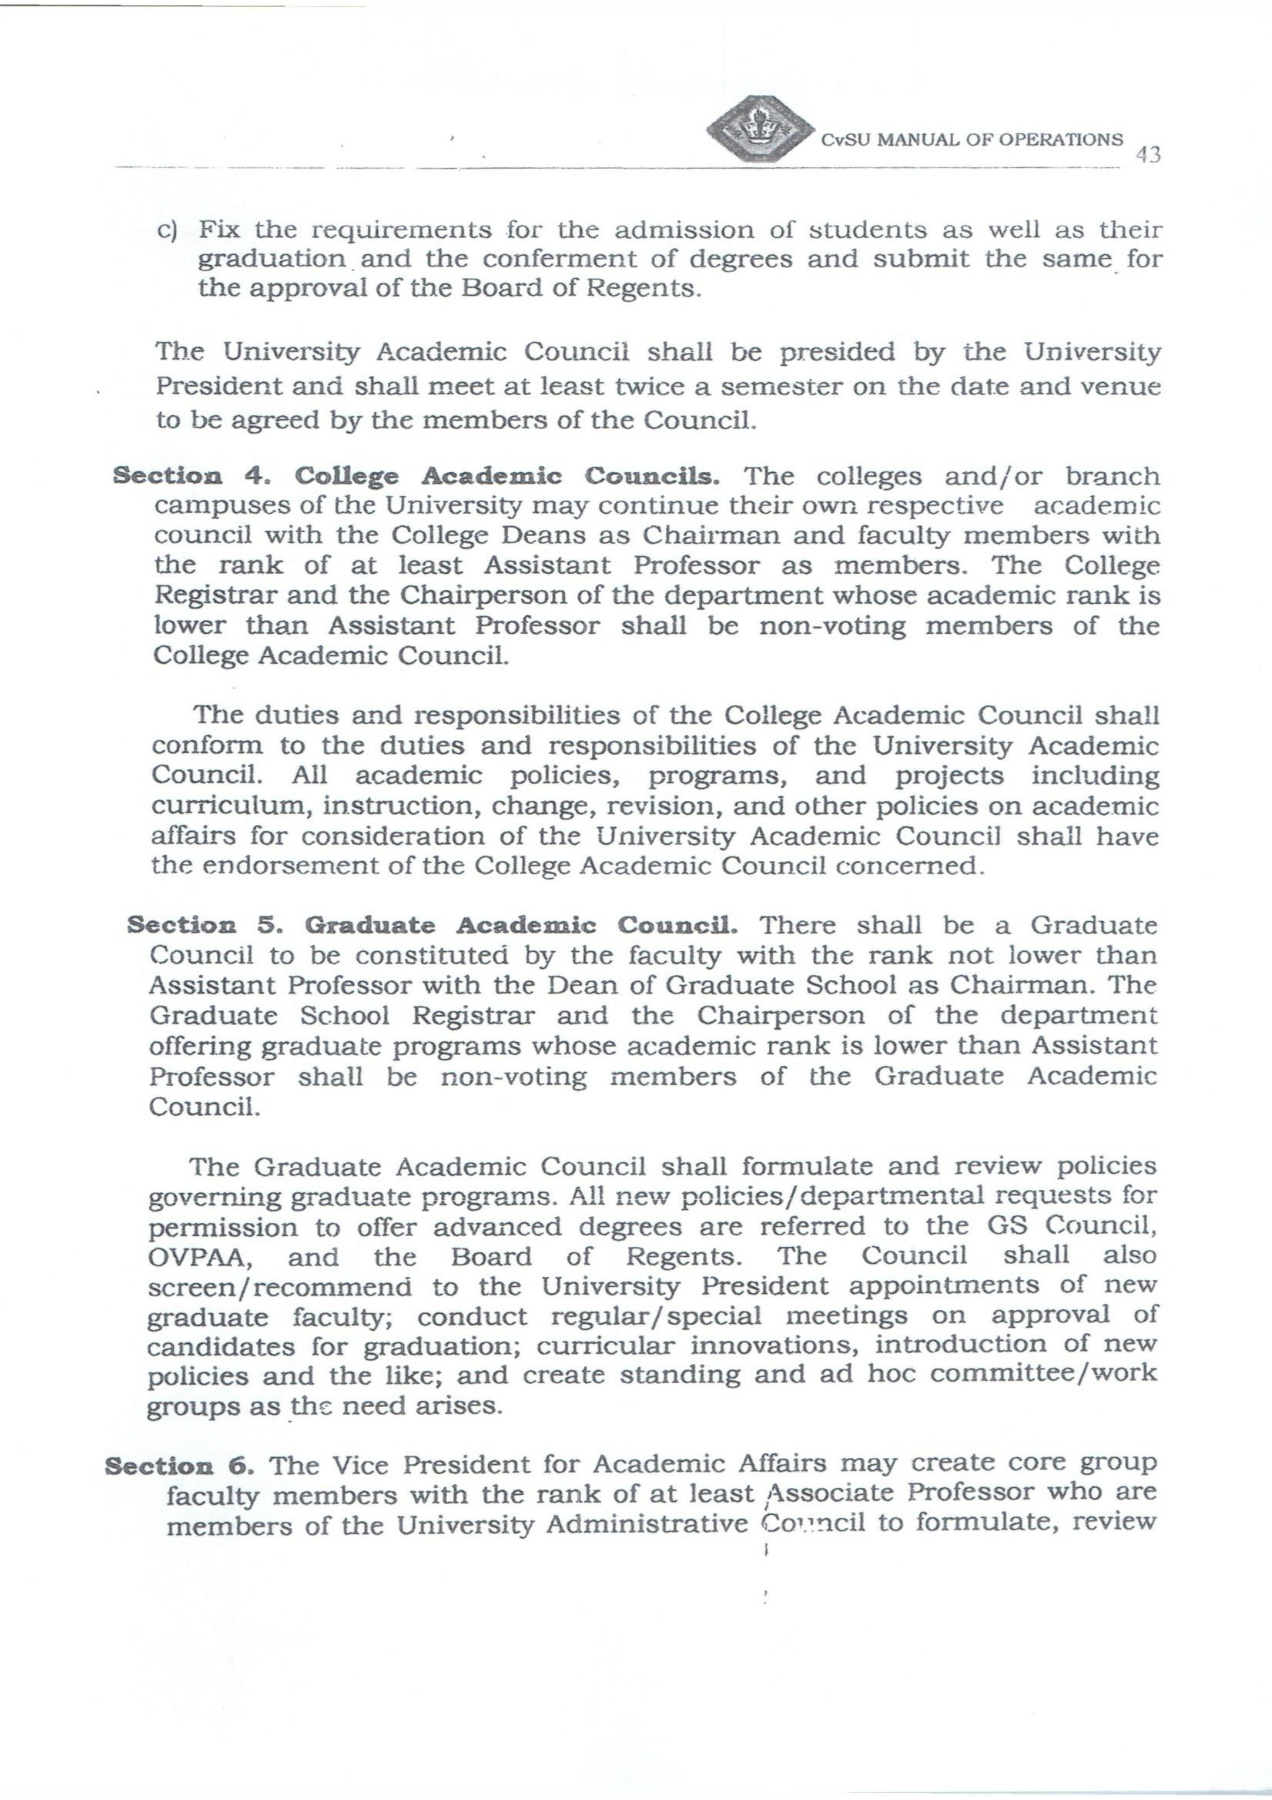 CvSU MANUAL OF OPERATIONS
43
c) Fix the requirements for the admission of students as well as their
graduation and the conferment of degrees and submit the same for
the approval of the Board of Regents.
The University Academic Council shall be presided by the University
President and shall meet at least twice a semester on the date and venue
to be agreed by the members of the Council.
Section 4. College Academic Councils. The colleges and/or branch
campuses of the University may continue their own respective academic
council with the College Deans as Chairman and faculty members with
the rank of at least Assistant Professor as members. The College
Registrar and the Chairperson of the department whose academic rank is
lower than Assistant Professor shall be non-voting members of the
College Academic Council.
The duties and responsibilities of the College Academic Council shall
conform to the duties and responsibilities of the University Academic
Council. All academic policies, programs, and projects including
curriculum, instruction, change, revision, and other policies on academic
affairs for consideration of the University Academic Council shall have
the endorsement of the College Academic Council concerned.
Section 5. Graduate Academic Council. There shall be a Graduate
Council to be constituted by the faculty with the rank not lower than
Assistant Professor with the Dean of Graduate School as Chairman. The
Graduate School Registrar and the Chairperson of the department
offering graduate programs whose academic rank is lower than Assistant
Professor shall be non-voting members of the Graduate Academic
Council.
The Graduate Academic Council shall formulate and review policies
governing graduate programs. All new policies/departmental requests for
permission to offer advanced degrees are referred to the GS Council,
OVPAA, and the Board of Regents. The Council shall also
screen/recommend to the University President appointments of new
graduate faculty; conduct regular/special meetings on approval of
candidates for graduation; curricular innovations, introduction of new
policies and the like; and create standing and ad hoc committee/work
groups as the need arises.
Section 6. The Vice President for Academic Affairs may create core group
faculty members with the rank of at least Associate Professor who are
members of the University Administrative Council to formulate, review